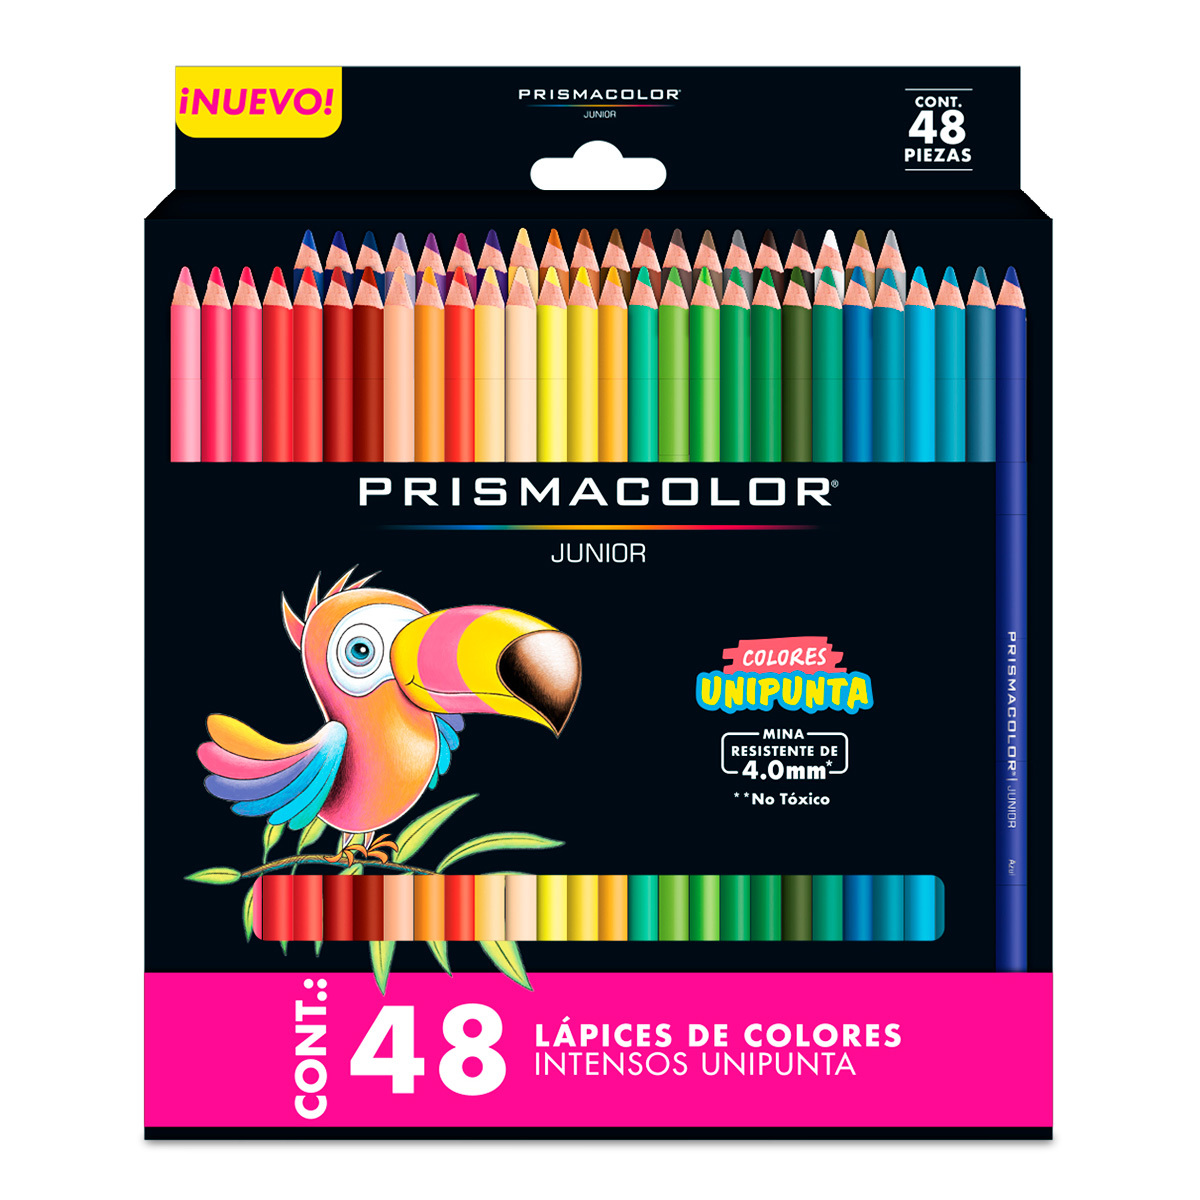 ¡NUEVO!
PRISMACOLOR®
JUNIOR
CONT.
48
PIEZAS
PRISMACOLOR®
JUNIOR
COLORES
UNIPUNTA
MINA
RESISTENTE DE
4.0mm*
**No Tóxico
PRISMACOLOR® | JUNIOR
Azul
CONT.:
48
LÁPICES DE COLORES
INTENSOS UNIPUNTA